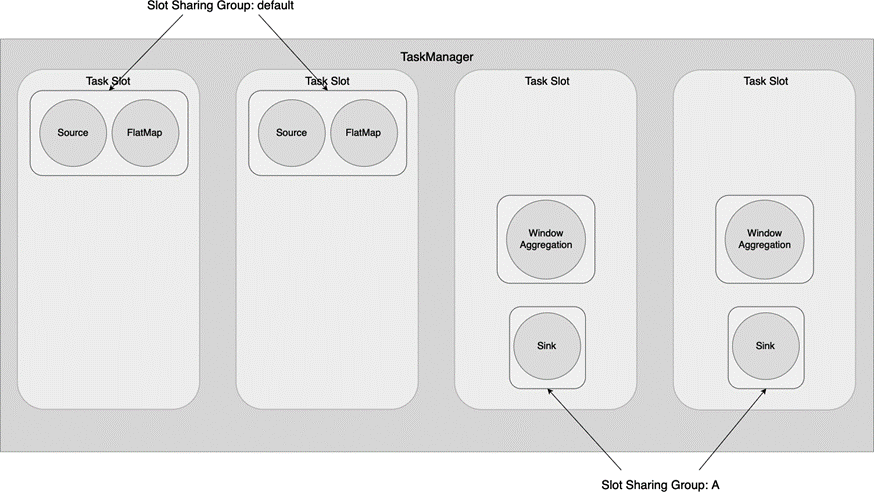 Slot Sharing Group: default
TaskManager
Task Slot
Task Slot
Task Slot
Task Slot
Source
FlatMap
Source
FlatMap
Window
Aggregation
Window
Aggregation
Sink
Sink
Slot Sharing Group: A